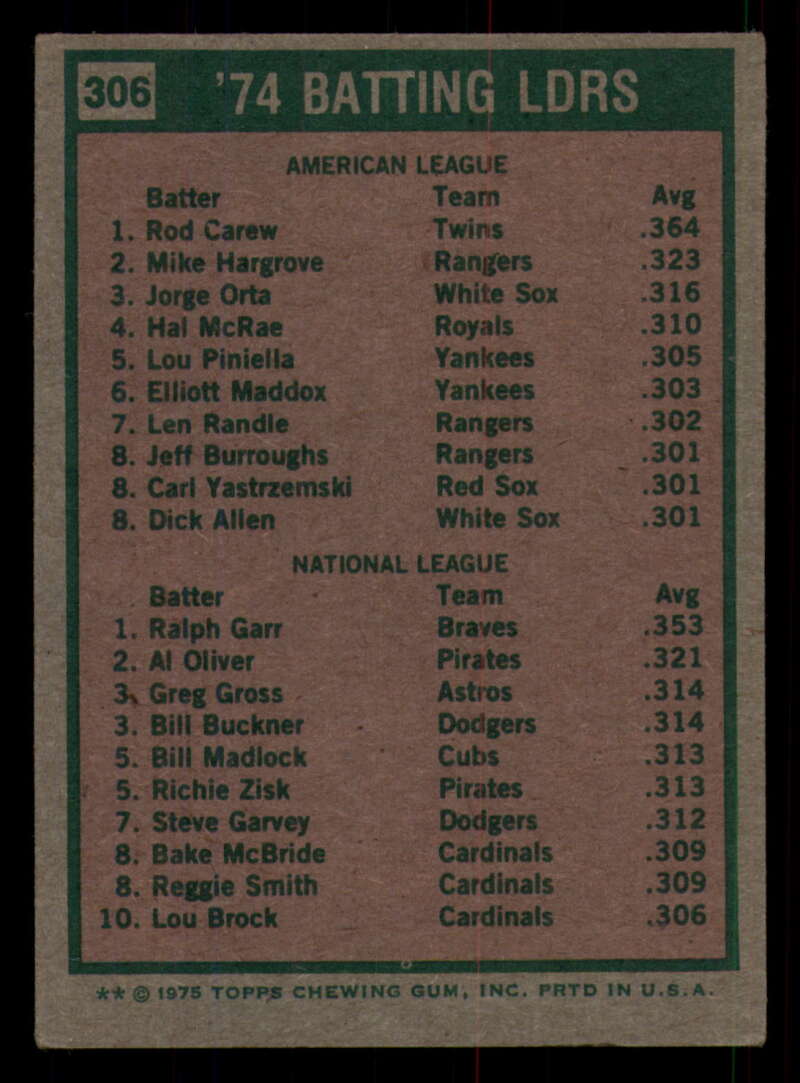 306 '74 BATTING LDRS
AMERICAN LEAGUE
Batter Team Avg
1. Rod Carew Twins .364
2. Mike Hargrove Rangers .323
3. Jorge Orta White Sox .316
4. Hal McRae Royals .310
5. Lou Piniella Yankees .305
6. Elliott Maddox Yankees .303
7. Len Randle Rangers .302
8. Jeff Burroughs Rangers .301
8. Carl Yastrzemski Red Sox .301
8. Dick Allen White Sox .301
NATIONAL LEAGUE
Batter Team Avg
1. Ralph Garr Braves .353
2. Al Oliver Pirates .321
3. Greg Gross Astros .314
3. Bill Buckner Dodgers .314
5. Bill Madlock Cubs .313
5. Richie Zisk Pirates .313
7. Steve Garvey Dodgers .312
8. Bake McBride Cardinals .309
8. Reggie Smith Cardinals .309
10. Lou Brock Cardinals .306
** © 1975 TOPPS CHEWING GUM, INC. PRTD IN U.S.A.